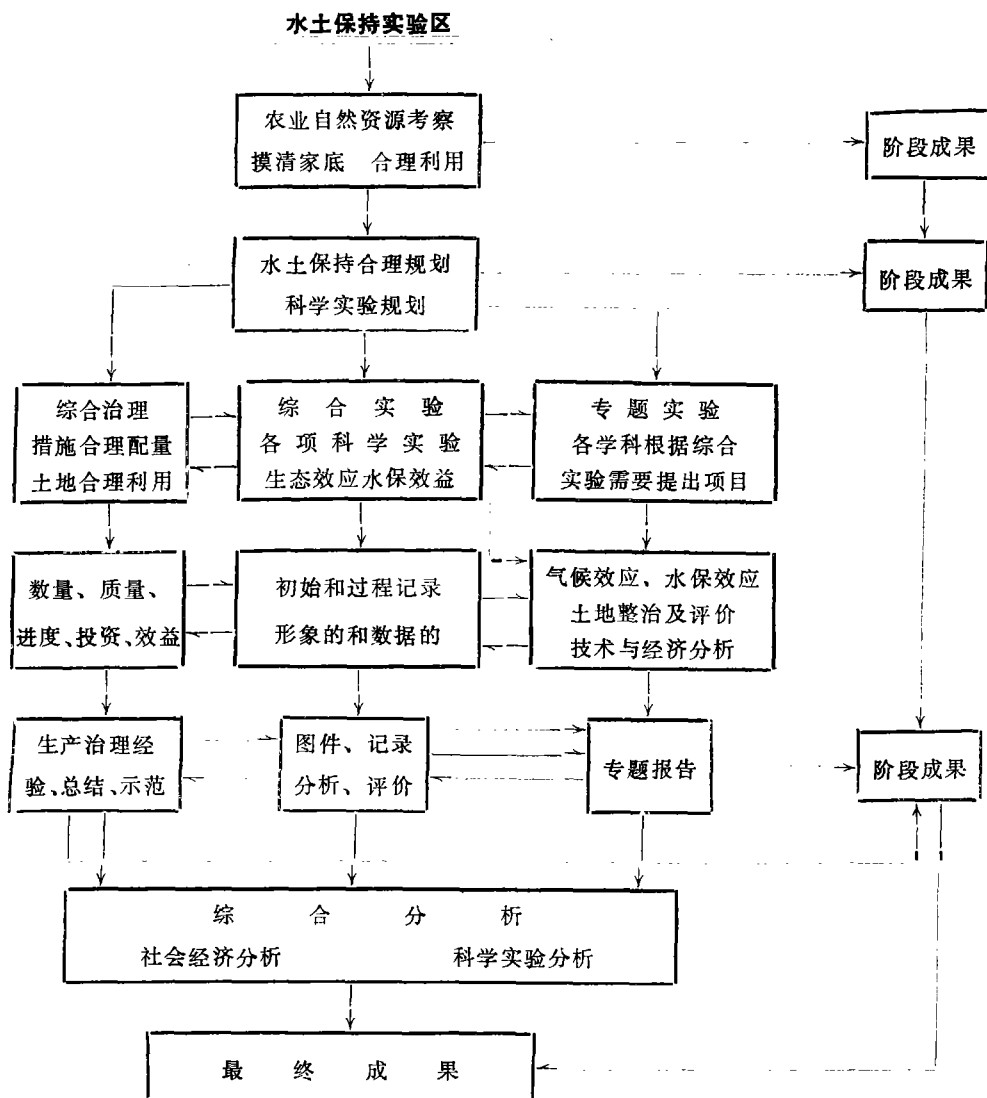 水土保持实验区
农业自然资源考察
摸清家底 合理利用
阶段成果
水土保持合理规划
科学实验规划
阶段成果
综合治理
措施合理配量
土地合理利用
综合实验
各项科学实验
生态效应水保效益
专题实验
各学科根据综合
实验需要提出项目
数量、质量、
进度、投资、效益
初始和过程记录
形象的和数据的
气候效应、水保效应
土地整治及评价
技术与经济分析
生产治理经
验、总结、示范
图件、记录
分析、评价
专题报告
阶段成果
综合分析
社会经济分析 科学实验分析
最终成果